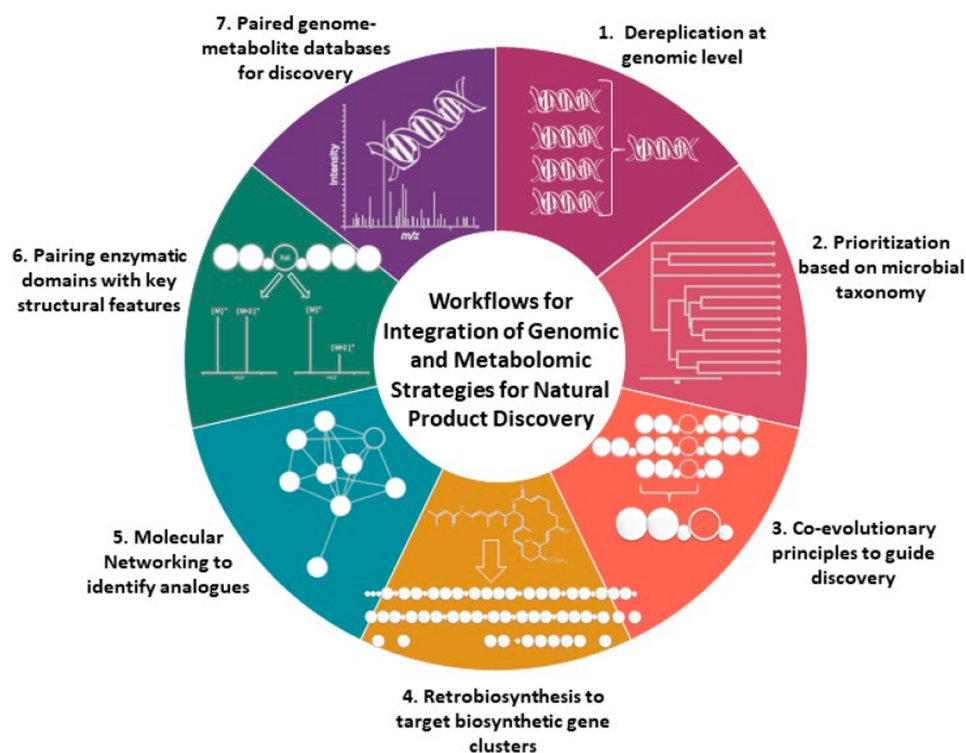 7. Paired genome-
metabolite databases
for discovery
1. Dereplication at
genomic level
Intensity
m/z
2. Prioritization
based on microbial
taxonomy
6. Pairing enzymatic
domains with key
structural features
Hal
[M]⁺
[M+2]⁺
[M]⁺
[M+2]⁺
m/z
m/z
Workflows for
Integration of Genomic
and Metabolomic
Strategies for Natural
Product Discovery
3. Co-evolutionary
principles to guide
discovery
5. Molecular
Networking to
identify analogues
4. Retrobiosynthesis to
target biosynthetic gene
clusters